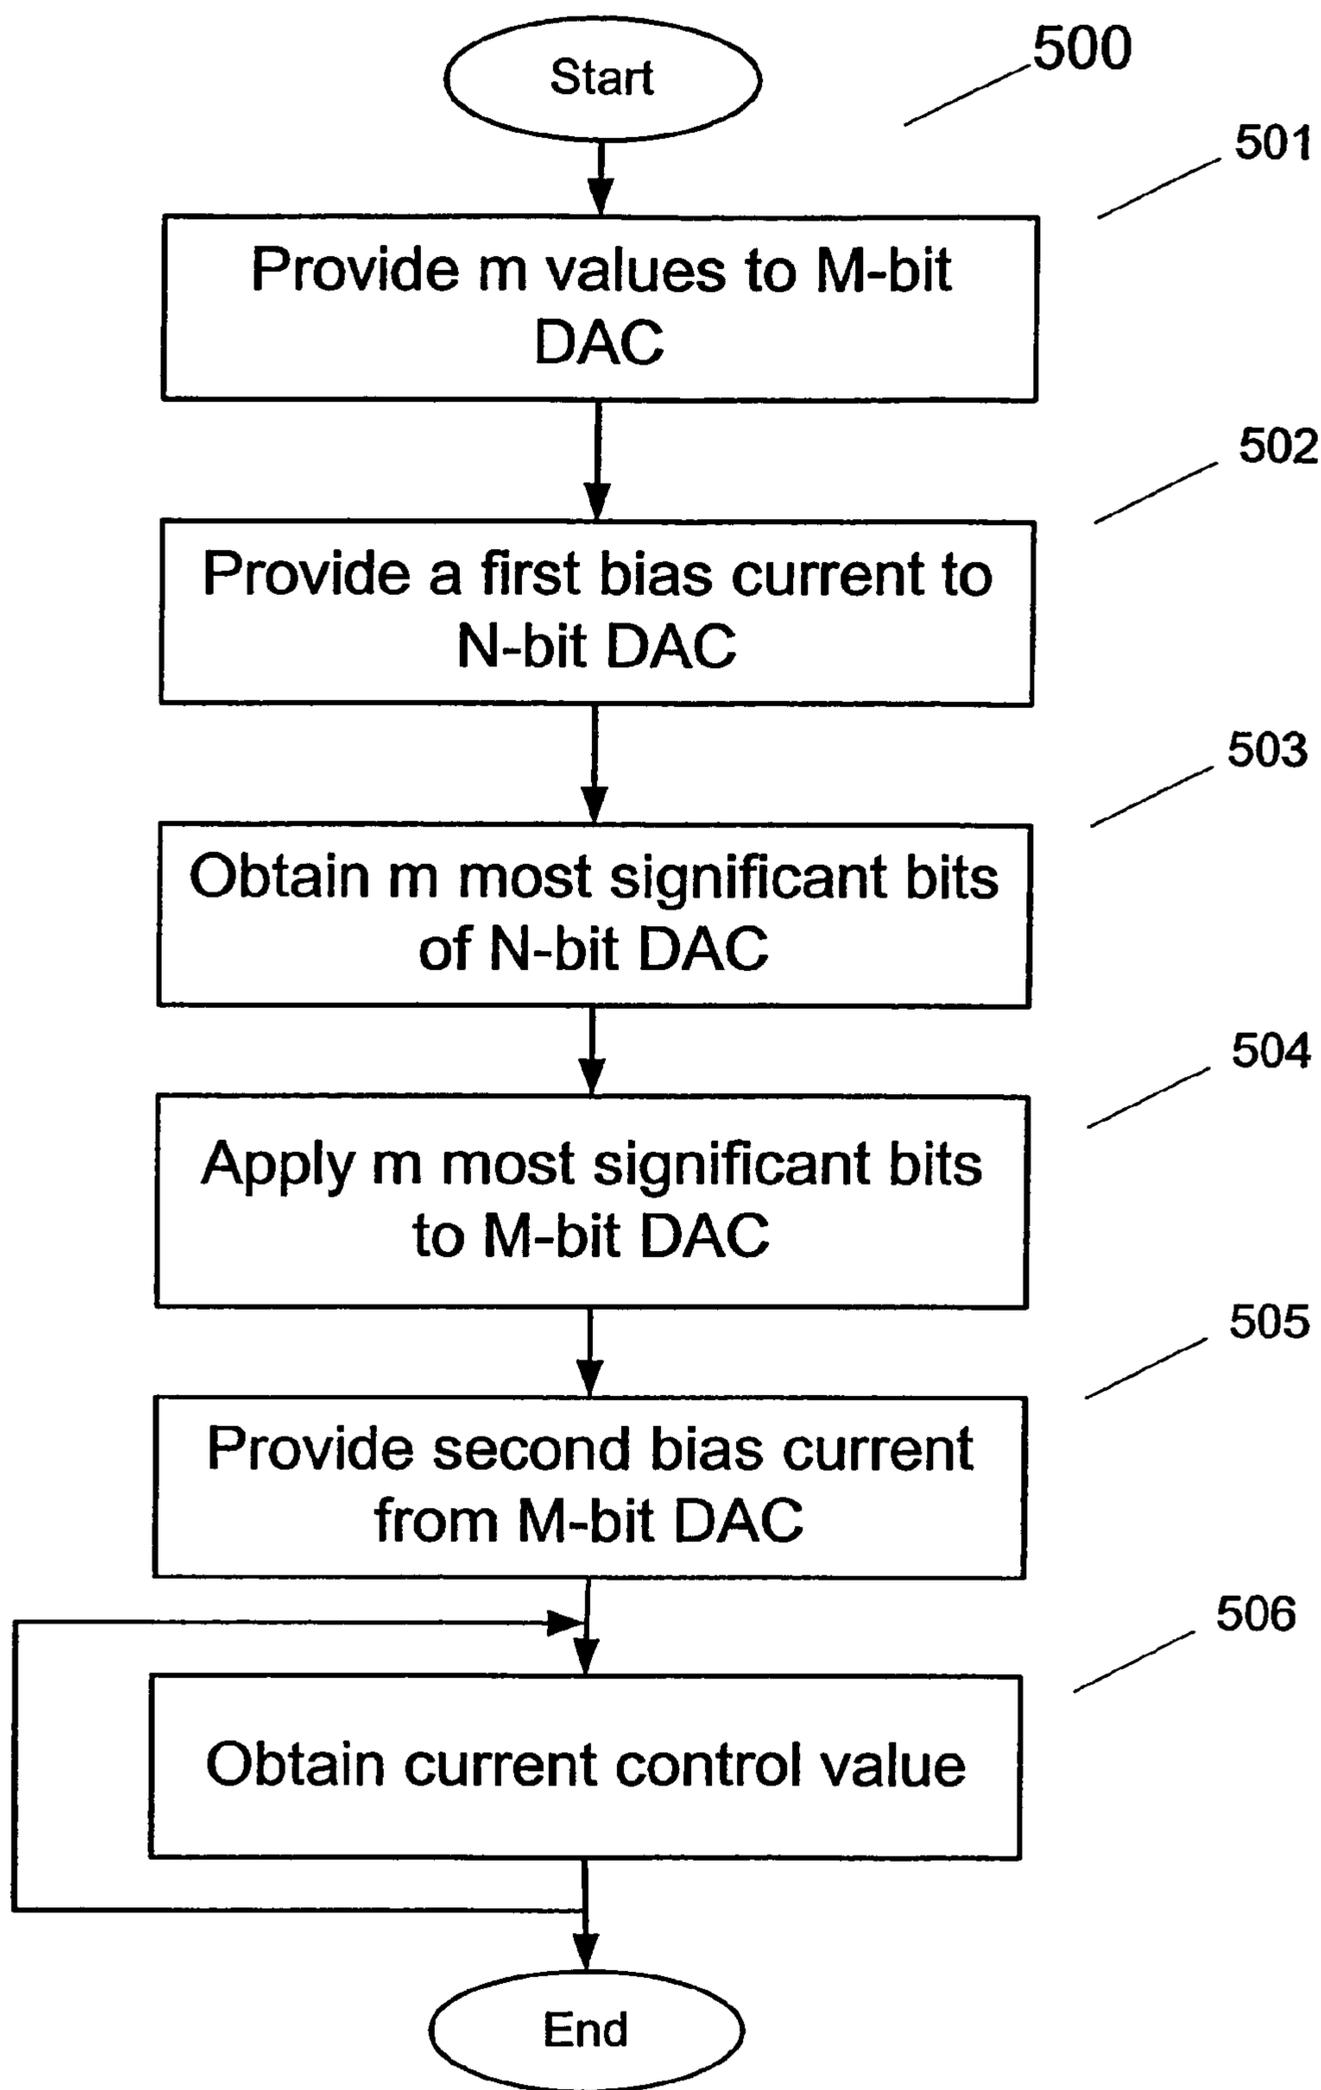 Start
500
501
Provide m values to M-bit
DAC
502
Provide a first bias current to
N-bit DAC
503
Obtain m most significant bits
of N-bit DAC
504
Apply m most significant bits
to M-bit DAC
505
Provide second bias current
from M-bit DAC
506
Obtain current control value
End